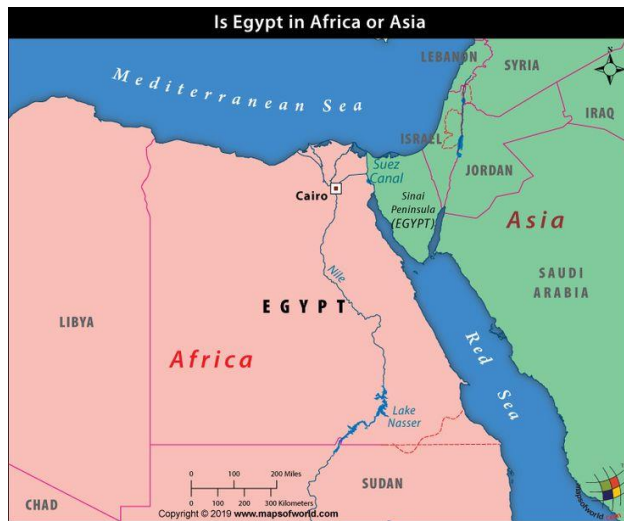 Is Egypt in Africa or Asia
Mediterranean Sea
LEBANON
SYRIA
IRAQ
ISRAEL
JORDAN
Suez
Canal
Cairo
Sinai
Peninsula
(EGYPT)
Asia
SAUDI
ARABIA
Nile
EGYPT
LIBYA
Africa
Red Sea
Lake
Nasser
0 100 200 Miles
0 100 200 300 Kilometers
SUDAN
CHAD
Copyright © 2019 www.mapsofworld.com
mapsofworld.com